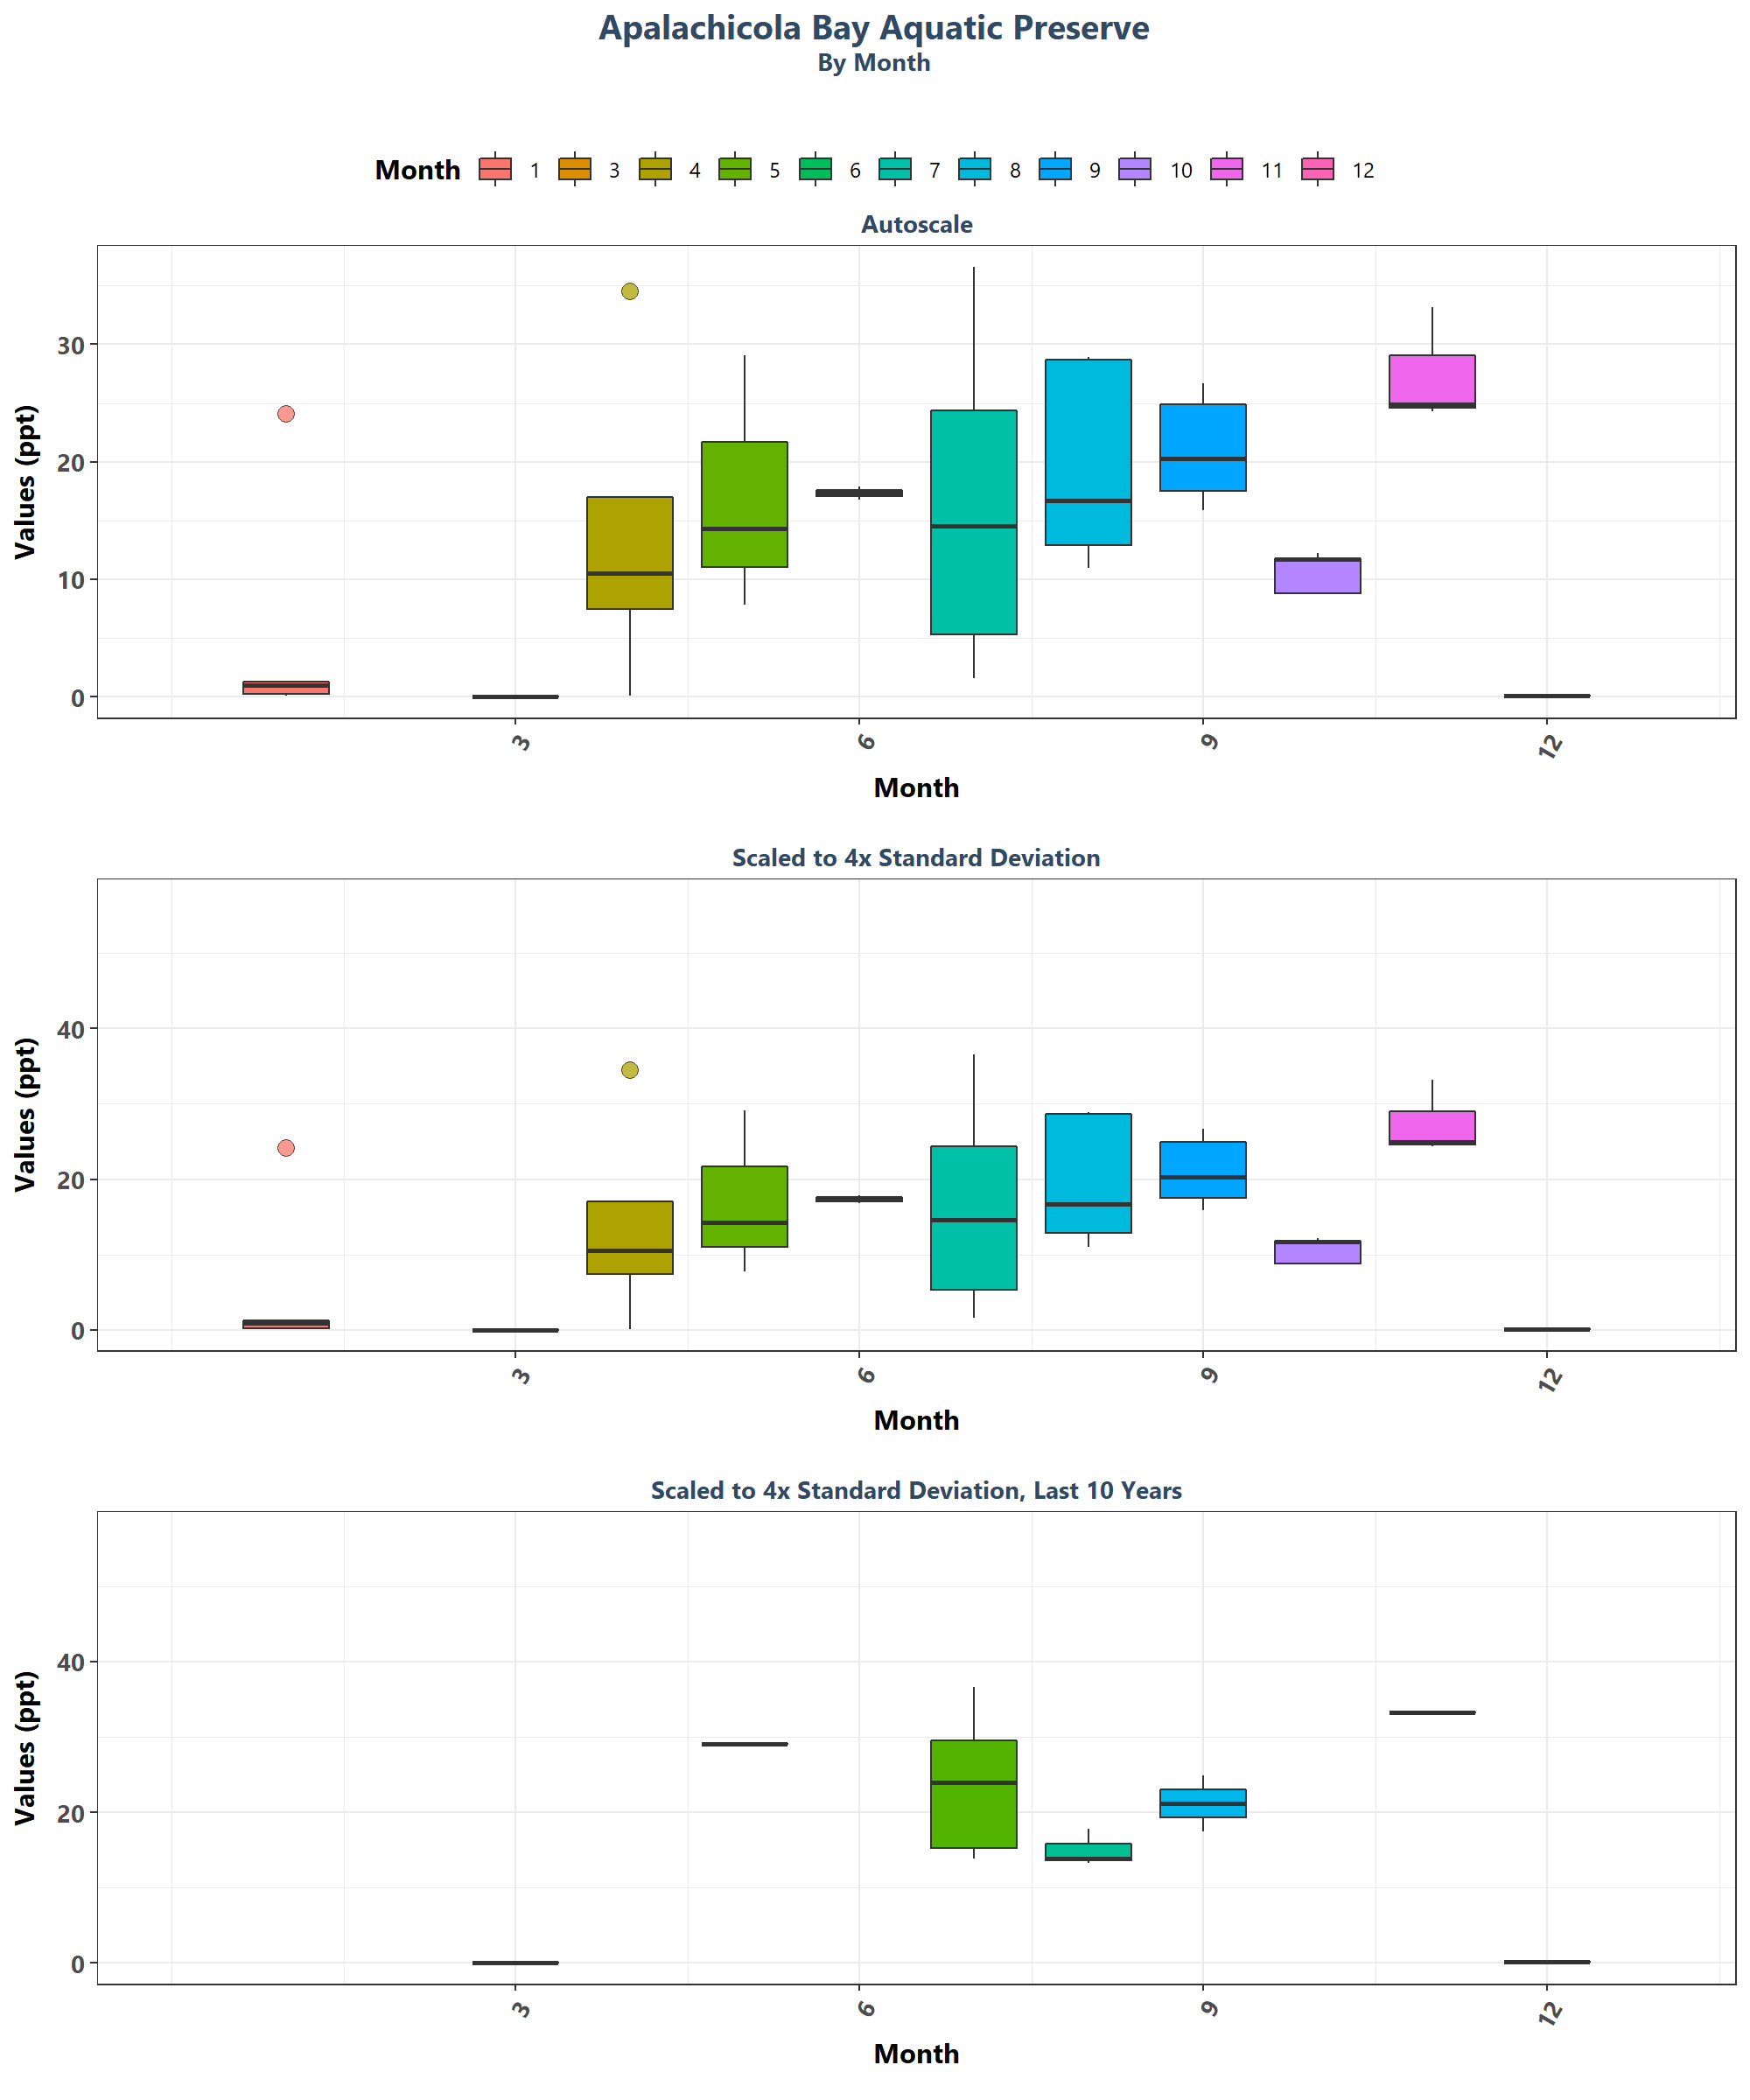 Apalachicola Bay Aquatic Preserve
By Month
Month 1 3 4 5 6 7 8 9 10 11 12
Autoscale
Values (ppt)
30
20
10
0
3 6 9 12
Month
Scaled to 4x Standard Deviation
Values (ppt)
40
20
0
3 6 9 12
Month
Scaled to 4x Standard Deviation, Last 10 Years
Values (ppt)
40
20
0
3 6 9 12
Month